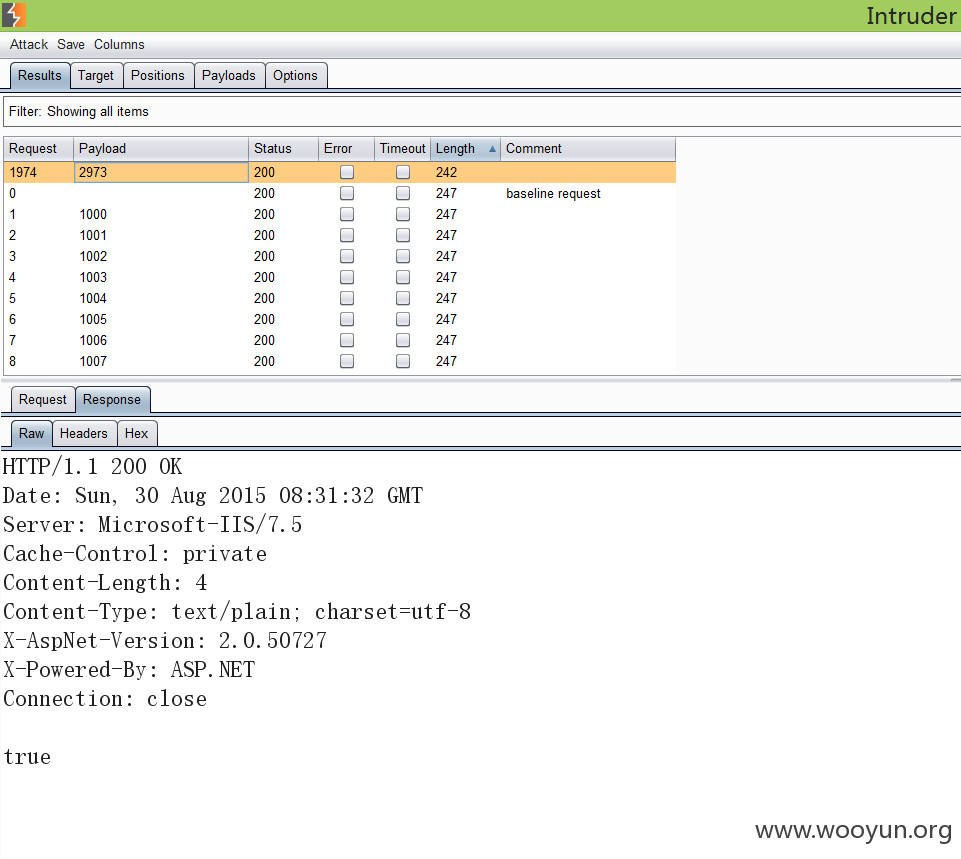 Intruder
Attack Save Columns
Results Target Positions Payloads Options
Filter: Showing all items
Request Payload Status Error Timeout Length Comment
1974 2973 200 242
0 200 247 baseline request
1 1000 200 247
2 1001 200 247
3 1002 200 247
4 1003 200 247
5 1004 200 247
6 1005 200 247
7 1006 200 247
8 1007 200 247
Request Response
Raw Headers Hex
HTTP/1.1 200 OK
Date: Sun, 30 Aug 2015 08:31:32 GMT
Server: Microsoft-IIS/7.5
Cache-Control: private
Content-Length: 4
Content-Type: text/plain; charset=utf-8
X-AspNet-Version: 2.0.50727
X-Powered-By: ASP.NET
Connection: close
true
www.wooyun.org